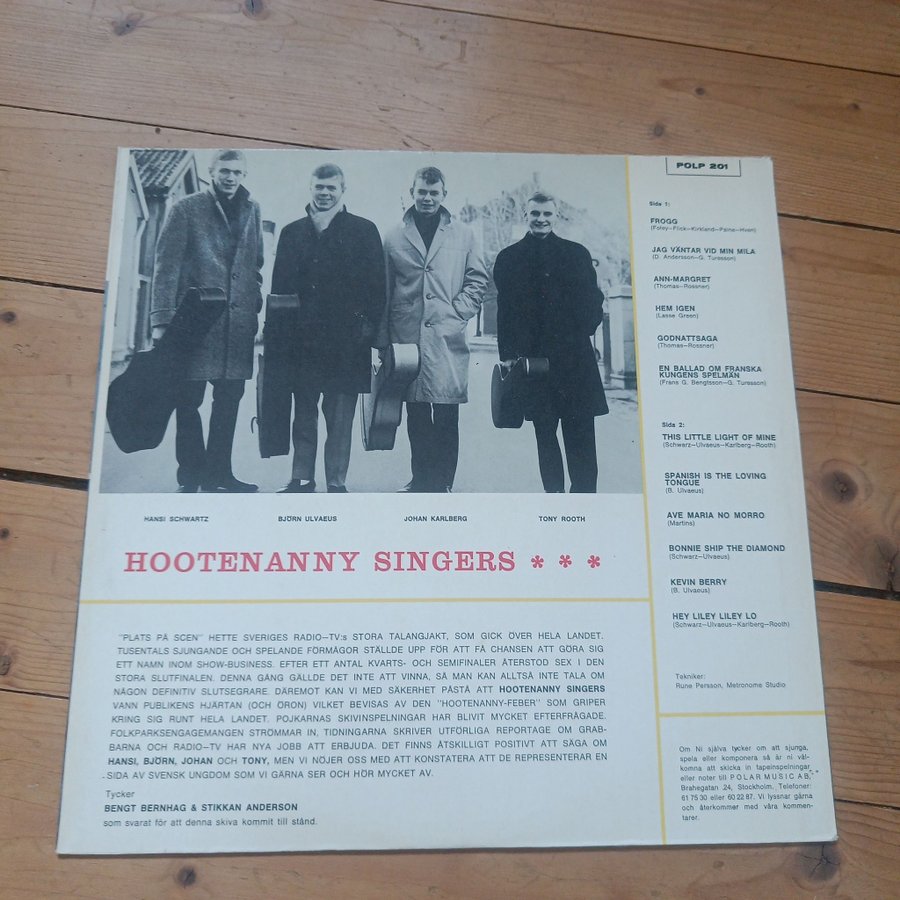 POLP 201
Sida 1:
FROGG
(Foley—Flick—Kirkland—Paine—Hvon)
JAG VÄNTAR VID MIN MILA
(D. Andersson—G. Turesson)
ANN-MARGRET
(Thomas—Rossner)
HEM IGEN
(Lasse Green)
GODNATTSAGA
(Thomas—Rossner)
EN BALLAD OM FRANSKA
KUNGENS SPELMÄN
(Frans G. Bengtsson—G. Turesson)
Sida 2:
THIS LITTLE LIGHT OF MINE
(Schwarz—Ulvaeus—Karlberg—Rooth)
SPANISH IS THE LOVING
TONGUE
(B. Ulvaeus)
AVE MARIA NO MORRO
(Martins)
BONNIE SHIP THE DIAMOND
(Schwarz—Ulvaeus)
KEVIN BERRY
(B. Ulvaeus)
HEY LILEY LILEY LO
(Schwarz—Ulvaeus—Karlberg—Rooth)
Tekniker:
Rune Persson, Metronome Studio
HANSI SCHWARTZ BJÖRN ULVAEUS JOHAN KARLBERG TONY ROOTH
HOOTENANNY SINGERS * * *
"PLATS PÅ SCEN" HETTE SVERIGES RADIO—TV:s STORA TALANGJAKT, SOM GICK ÖVER HELA LANDET.
TUSENTALS SJUNGANDE OCH SPELANDE FÖRMÅGOR STÄLLDE UPP FÖR ATT FÅ CHANSEN ATT GÖRA SIG
ETT NAMN INOM SHOW-BUSINESS. EFTER ETT ANTAL KVARTS- OCH SEMIFINALER ÅTERSTOD SEX I DEN
STORA SLUTFINALEN. DENNA GÅNG GÄLLDE DET INTE ATT VINNA, SÅ MAN KAN ALLTSÅ INTE TALA OM
NÅGON DEFINITIV SLUTSEGRARE. DÄREMOT KAN VI MED SÄKERHET PÅSTÅ ATT HOOTENANNY SINGERS
VANN PUBLIKENS HJÄRTAN (OCH ÖRON) VILKET BEVISAS AV DEN "HOOTENANNY-FEBER" SOM GRIPER
KRING SIG RUNT HELA LANDET. POJKARNAS SKIVINSPELNINGAR HAR BLIVIT MYCKET EFTERFRÅGADE.
FOLKPARKSENGAGEMANGEN STRÖMMAR IN, TIDNINGARNA SKRIVER UTFÖRLIGA REPORTAGE OM GRAB-
BARNA OCH RADIO—TV HAR NYA JOBB ATT ERBJUDA. DET FINNS ÅTSKILLIGT POSITIVT ATT SÄGA OM
HANSI, BJÖRN, JOHAN OCH TONY, MEN VI NÖJER OSS MED ATT KONSTATERA ATT DE REPRESENTERAR EN
SIDA AV SVENSK UNGDOM SOM VI GÄRNA SER OCH HÖR MYCKET AV.
Tycker
BENGT BERNHAG & STIKKAN ANDERSON
som svarat för att denna skiva kommit till stånd.
Om Ni själva tycker om att sjunga,
spela eller komponera så är ni väl-
komna att skicka in tapeinspelningar
eller noter till POLAR MUSIC AB,
Brahegatan 24, Stockholm. Telefoner:
61 75 30 eller 60 22 87. Vi lyssnar gärna
och återkommer med våra kommen-
tarer.